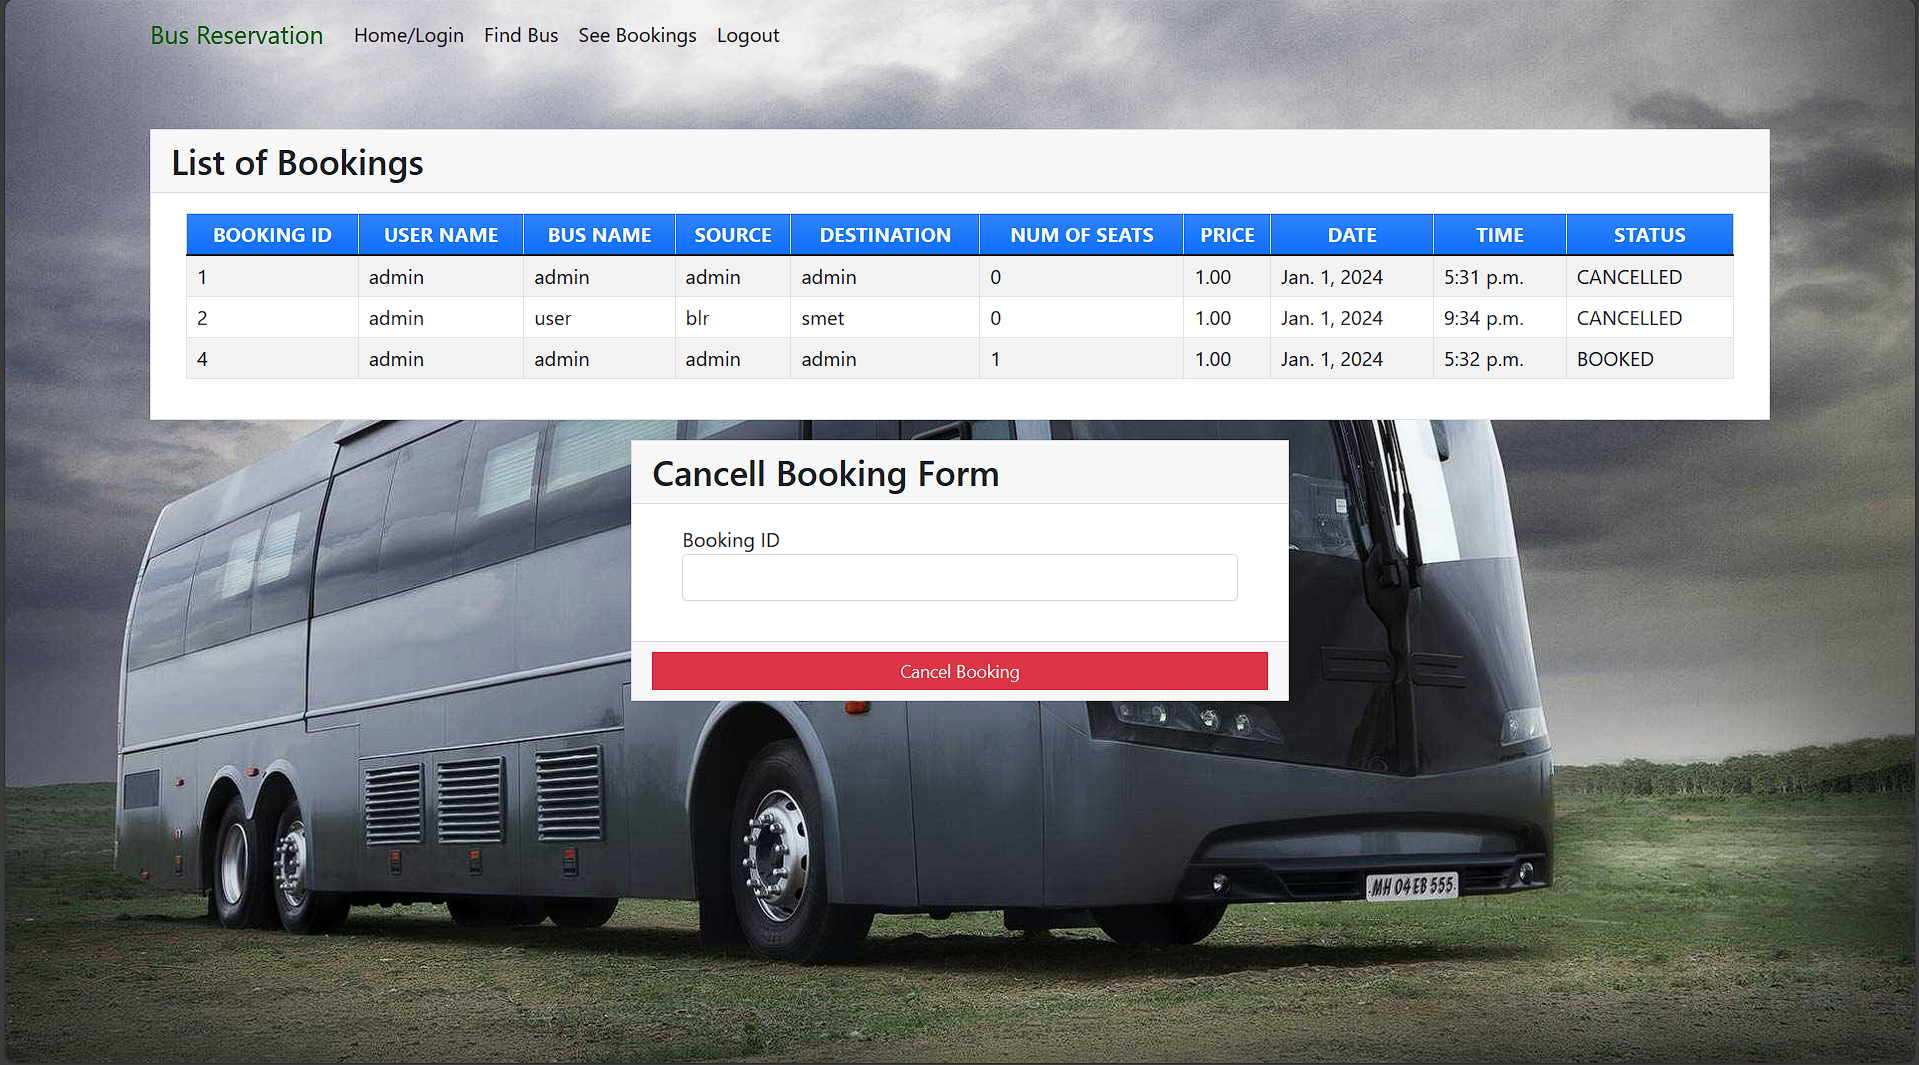 Bus Reservation Home/Login Find Bus See Bookings Logout
List of Bookings
BOOKING ID USER NAME BUS NAME SOURCE DESTINATION NUM OF SEATS PRICE DATE TIME STATUS
1 admin admin admin admin 0 1.00 Jan. 1, 2024 5:31 p.m. CANCELLED
2 admin user blr smet 0 1.00 Jan. 1, 2024 9:34 p.m. CANCELLED
4 admin admin admin admin 1 1.00 Jan. 1, 2024 5:32 p.m. BOOKED
Cancell Booking Form
Booking ID
Cancel Booking
MH 04 EB 555